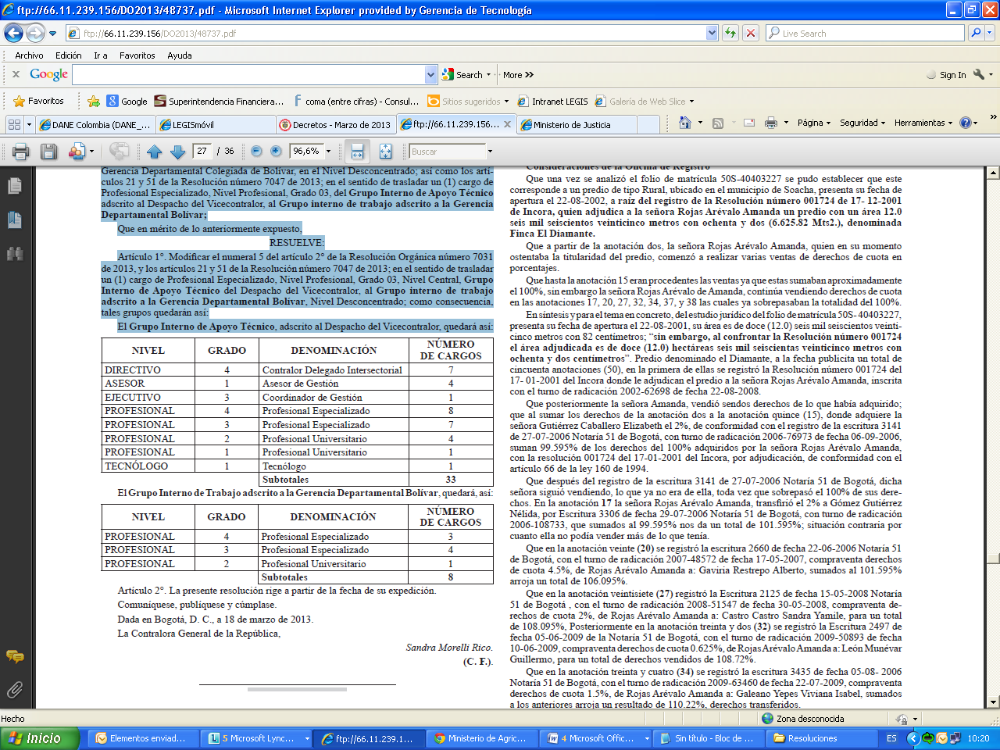 ftp://66.11.239.156/DO2013/48737.pdf - Microsoft Internet Explorer provided by Gerencia de Tecnología
ftp://66.11.239.156/DO2013/48737.pdf
Live Search
Archivo Edición Ir a Favoritos Ayuda
x Google Search More >> Sign In
Favoritos Google Superintendencia Financiera... coma (entre cifras) - Consul... Sitios sugeridos Intranet LEGIS Galería de Web Slice
DANE Colombia (DANE_... LEGISmóvil Decretos - Marzo de 2013 ftp://66.11.239.156... Ministerio de Justicia Página Seguridad Herramientas
27 / 36 96,6% Buscar
Gerencia Departamental Colegiada de Bolívar, en el Nivel Desconcentrado; así como los artí-
culos 21 y 51 de la Resolución número 7047 de 2013; en el sentido de trasladar un (1) cargo de
Profesional Especializado, Nivel Profesional, Grado 03, del Grupo Interno de Apoyo Técnico
adscrito al Despacho del Vicecontralor, al Grupo interno de trabajo adscrito a la Gerencia
Departamental Bolívar;
Que en mérito de lo anteriormente expuesto,
RESUELVE:
Artículo 1°. Modificar el numeral 5 del artículo 2° de la Resolución Orgánica número 7031
de 2013, y los artículos 21 y 51 de la Resolución número 7047 de 2013; en el sentido de trasladar
un (1) cargo de Profesional Especializado, Nivel Profesional, Grado 03, Nivel Central, Grupo
Interno de Apoyo Técnico del Despacho del Vicecontralor, al Grupo interno de trabajo
adscrito a la Gerencia Departamental Bolívar, Nivel Desconcentrado; como consecuencia,
tales grupos quedarán así:
El Grupo Interno de Apoyo Técnico, adscrito al Despacho del Vicecontralor, quedará así:
NIVEL GRADO DENOMINACIÓN NÚMERO DE CARGOS
DIRECTIVO 4 Contralor Delegado Intersectorial 7
ASESOR 1 Asesor de Gestión 4
EJECUTIVO 3 Coordinador de Gestión 1
PROFESIONAL 4 Profesional Especializado 8
PROFESIONAL 3 Profesional Especializado 7
PROFESIONAL 2 Profesional Universitario 4
PROFESIONAL 1 Profesional Universitario 1
TECNÓLOGO 1 Tecnólogo 1
Subtotales 33
El Grupo Interno de Trabajo adscrito a la Gerencia Departamental Bolívar, quedará, así:
NIVEL GRADO DENOMINACIÓN NÚMERO DE CARGOS
PROFESIONAL 4 Profesional Especializado 3
PROFESIONAL 3 Profesional Especializado 4
PROFESIONAL 2 Profesional Universitario 1
Subtotales 8
Artículo 2°. La presente resolución rige a partir de la fecha de su expedición.
Comuníquese, publíquese y cúmplase.
Dada en Bogotá, D. C., a 18 de marzo de 2013.
La Contralora General de la República,
Sandra Morelli Rico.
(C. F.).
Consideraciones de la Oficina de Registro
Que una vez se analizó el folio de matrícula 50S-40403227 se pudo establecer que este
corresponde a un predio de tipo Rural, ubicado en el municipio de Soacha, presenta su fecha de
apertura el 22-08-2002, a raíz del registro de la Resolución número 001724 de 17- 12-2001
de Incora, quien adjudica a la señora Rojas Arévalo Amanda un predio con un área 12.0
seis mil seiscientos veinticinco metros con ochenta y dos (6.625.82 Mts2.), denominada
Finca El Diamante.
Que a partir de la anotación dos, la señora Rojas Arévalo Amanda, quien en su momento
ostentaba la titularidad del predio, comenzó a realizar varias ventas de derechos de cuota en
porcentajes.
Que hasta la anotación 15 eran procedentes las ventas ya que estas sumaban aproximadamente
el 100%, sin embargo la señora Rojas Arévalo de Amanda, continúa vendiendo derechos de cuota
en las anotaciones 17, 20, 27, 32, 34, 37, y 38 las cuales ya sobrepasaban la totalidad del 100%.
En síntesis y para el tema en concreto, del estudio jurídico del folio de matrícula 50S- 40403227,
presenta su fecha de apertura el 22-08-2001, su área es de doce (12.0) seis mil seiscientos veinti-
cinco metros con 82 centímetros; "sin embargo, al confrontar la Resolución número 001724
el área adjudicada es de doce (12.0) hectáreas seis mil seiscientas veinticinco metros con
ochenta y dos centímetros". Predio denominado el Diamante, a la fecha publicita un total de
cincuenta anotaciones (50), en la primera de ellas se registró la Resolución número 001724 del
17- 01-2001 del Incora donde le adjudican el predio a la señora Rojas Arévalo Amanda, inscrita
con el turno de radicación 2002-62698 de fecha 22-08-2008.
Que posteriormente la señora Amanda, vendió sendos derechos de lo que había adquirido;
que al sumar los derechos de la anotación dos a la anotación quince (15), donde adquiere la
señora Gutiérrez Caballero Elizabeth el 2%, de conformidad con el registro de la escritura 3141
de 27-07-2006 Notaría 51 de Bogotá, con turno de radicación 2006-76973 de fecha 06-09-2006,
suman 99.595% de los derechos del 100% adquiridos por la señora Rojas Arévalo Amanda,
con la resolución 001724 del 17-01-2001 del Incora, por adjudicación, de conformidad con el
artículo 66 de la ley 160 de 1994.
Que después del registro de la escritura 3141 de 27-07-2006 Notaría 51 de Bogotá, dicha
señora siguió vendiendo, lo que ya no era de ella, toda vez que sobrepasó el 100% de sus dere-
chos. En la anotación 17 la señora Rojas Arévalo Amanda, transfirió el 2% a Gómez Gutiérrez
Nélida, por Escritura 3306 de fecha 29-07-2006 Notaría 51 de Bogotá, con turno de radicación
2006-108733, que sumados al 99.595% nos da un total de 101.595%; situación contraria por
cuanto ella no podía vender más de lo que tenía.
Que en la anotación veinte (20) se registró la escritura 2660 de fecha 22-06-2006 Notaría 51
de Bogotá, con el turno de radicación 2007-48572 de fecha 17-05-2007, compraventa derechos
de cuota 4.5%, de Rojas Arévalo Amanda a: Gaviria Restrepo Alberto, sumados al 101.595%
arroja un total de 106.095%.
Que en la anotación veintisiete (27) registró la Escritura 2125 de fecha 15-05-2008 Notaría
51 de Bogotá , con el turno de radicación 2008-51547 de fecha 30-05-2008, compraventa de-
rechos de cuota 2%, de Rojas Arévalo Amanda a: Castro Castro Sandra Yamile, para un total
de 108.095%, Posteriormente en la anotación treinta y dos (32) se registró la Escritura 2497 de
fecha 05-06-2009 de la Notaría 51 de Bogotá, con el turno de radicación 2009-50893 de fecha
10-06-2009, compraventa derechos de cuota 0.625%, de Rojas Arévalo Amanda a: León Munévar
Guillermo, para un total de derechos vendidos de 108.72%.
Que en la anotación treinta y cuatro (34) se registró la escritura 3435 de fecha 05-08- 2006
Notaría 51 de Bogotá, con el turno de radicación 2009-63460 de fecha 22-07-2009, compraventa
derechos de cuota 1.5%, de Rojas Arévalo Amanda a: Galeano Yepes Viviana Isabel, sumados
a los anteriores arroja un resultado de 110.22%, derechos transferidos.
Hecho Zona desconocida
Inicio Elementos enviad... 5 Microsoft Lync... ftp://66.11.239.1... Ministerio de Agric... 4 Microsoft Offic... Sin título - Bloc de ... Resoluciones ES 10:20